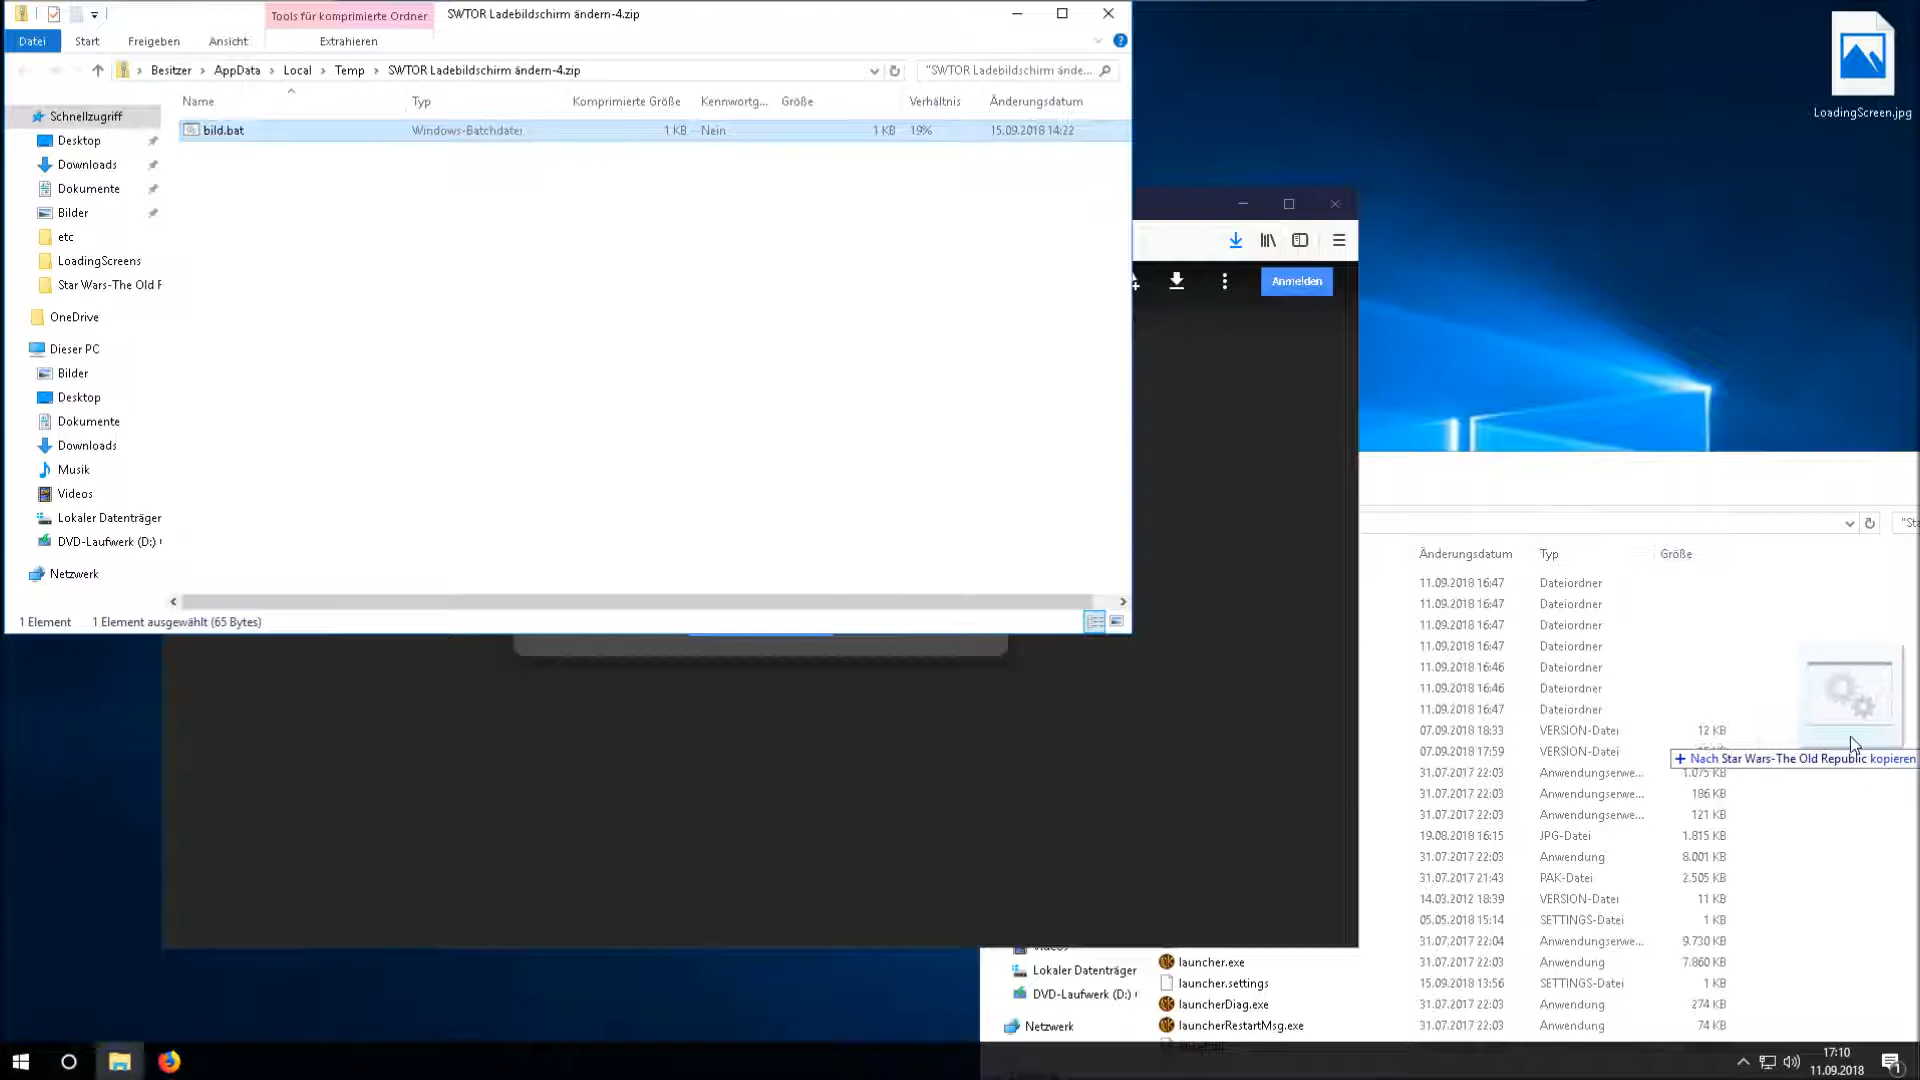 Tools für komprimierte Ordner
SWTOR Ladebildschirm ändern-4.zip
Datei
Start
Freigeben
Ansicht
Extrahieren
Besitzer
AppData
Local
Temp
SWTOR Ladebildschirm ändern-4.zip
"SWTOR Ladebildschirm ände...
Name
Typ
Komprimierte Größe
Kennwortg...
Größe
Verhältnis
Änderungsdatum
bild.bat
Windows-Batchdatei
1 KB
Nein
1 KB
19%
15.09.2018 14:22
Schnellzugriff
Desktop
Downloads
Dokumente
Bilder
etc
LoadingScreens
Star Wars-The Old R
OneDrive
Dieser PC
Bilder
Desktop
Dokumente
Downloads
Musik
Videos
Lokaler Datenträger
DVD-Laufwerk (D:)
Netzwerk
1 Element
1 Element ausgewählt (65 Bytes)
LoadingScreen.jpg
Anmelden
"Sta
Änderungsdatum Typ Größe
11.09.2018 16:47 Dateiordner
11.09.2018 16:47 Dateiordner
11.09.2018 16:47 Dateiordner
11.09.2018 16:47 Dateiordner
11.09.2018 16:46 Dateiordner
11.09.2018 16:46 Dateiordner
11.09.2018 16:47 Dateiordner
07.09.2018 18:33 VERSION-Datei 12 KB
07.09.2018 17:59 VERSION-Datei
+ Nach Star Wars-The Old Republic kopieren
31.07.2017 22:03 Anwendungserwe... 1.075 KB
31.07.2017 22:03 Anwendungserwe... 186 KB
31.07.2017 22:03 Anwendungserwe... 121 KB
19.08.2018 16:15 JPG-Datei 1.815 KB
31.07.2017 22:03 Anwendung 8.001 KB
31.07.2017 21:43 PAK-Datei 2.505 KB
14.03.2012 18:39 VERSION-Datei 11 KB
05.05.2018 15:14 SETTINGS-Datei 1 KB
31.07.2017 22:04 Anwendungserwe... 9.730 KB
launcher.exe 31.07.2017 22:03 Anwendung 7.860 KB
launcher.settings 15.09.2018 13:56 SETTINGS-Datei 1 KB
launcherDiag.exe 31.07.2017 22:03 Anwendung 274 KB
launcherRestartMsg.exe 31.07.2017 22:03 Anwendung 74 KB
Videos
Lokaler Datenträger
DVD-Laufwerk (D:)
Netzwerk
17:10
11.09.2018
1